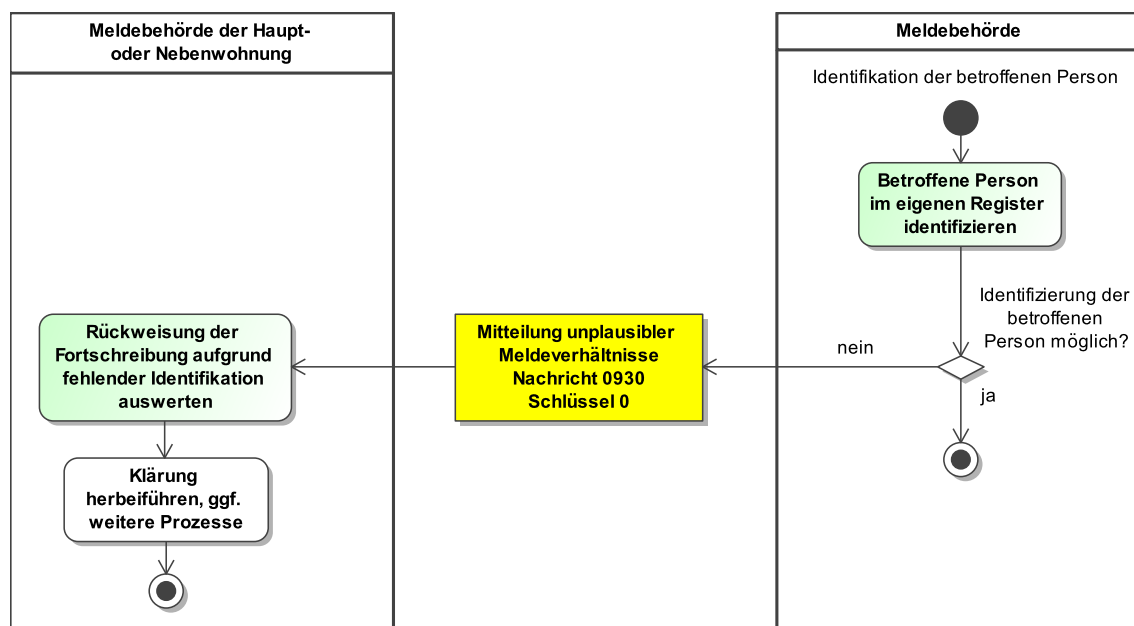 Meldebehörde der Haupt-
oder Nebenwohnung
Meldebehörde
Identifikation der betroffenen Person
Betroffene Person
im eigenen Register
identifizieren
Identifizierung der
betroffenen
Person möglich?
nein
ja
Mitteilung unplausibler
Meldeverhältnisse
Nachricht 0930
Schlüssel 0
Rückweisung der
Fortschreibung aufgrund
fehlender Identifikation
auswerten
Klärung
herbeiführen, ggf.
weitere Prozesse